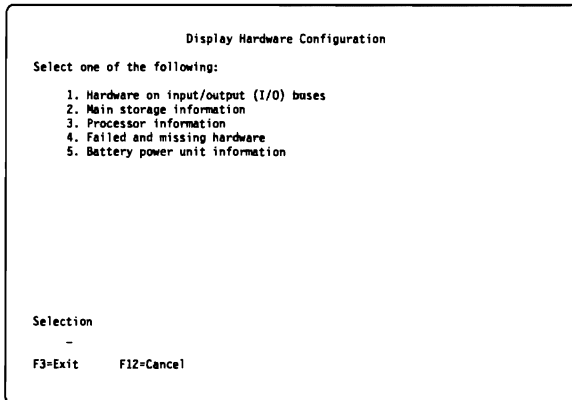 Display Hardware Configuration
Select one of the following:
1. Hardware on input/output (I/O) buses
2. Main storage information
3. Processor information
4. Failed and missing hardware
5. Battery power unit information
Selection
_
F3=Exit F12=Cancel